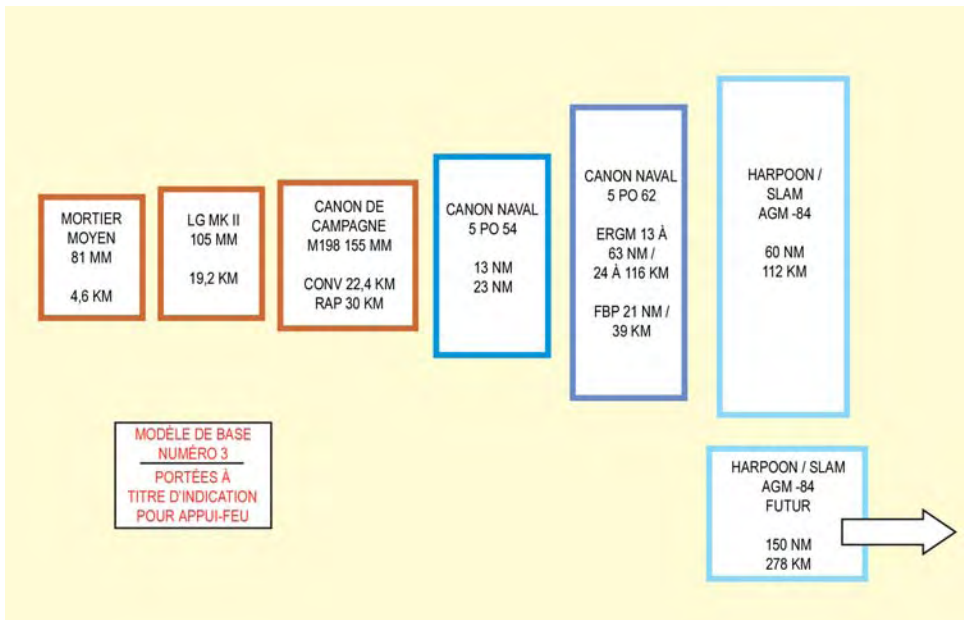 MORTIER
MOYEN
81 MM
4,6 KM
LG MK II
105 MM
19,2 KM
CANON DE
CAMPAGNE
M198 155 MM
CONV 22,4 KM
RAP 30 KM
CANON NAVAL
5 PO 54
13 NM
23 NM
CANON NAVAL
5 PO 62
ERGM 13 À
63 NM /
24 À 116 KM
FBP 21 NM /
39 KM
HARPOON /
SLAM
AGM -84
60 NM
112 KM
MODÈLE DE BASE
NUMÉRO 3
PORTÉES À
TITRE D'INDICATION
POUR APPUI-FEU
HARPOON / SLAM
AGM -84
FUTUR
150 NM
278 KM